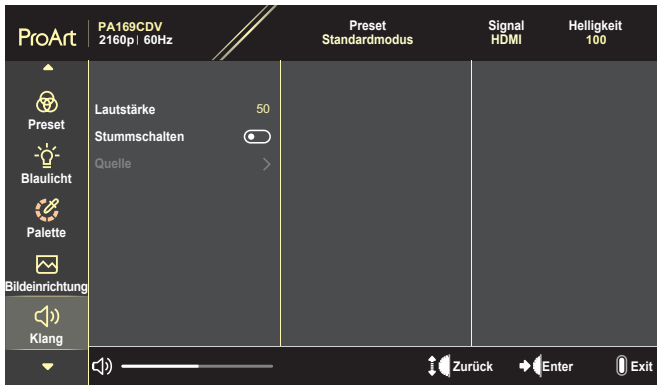 ProArt
PA169CDV
2160p | 60Hz
Preset
Standardmodus
Signal
HDMI
Helligkeit
100
Preset
Blaulicht
Palette
Bildeinrichtung
Klang
Lautstärke 50
Stummschalten
Quelle
Zurück Enter Exit